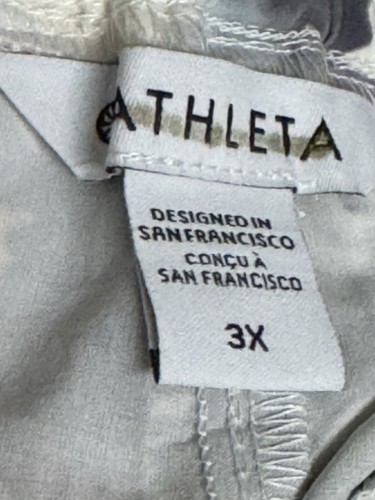 ATHLETA
DESIGNED IN
SAN FRANCISCO
CONÇU À
SAN FRANCISCO
3X